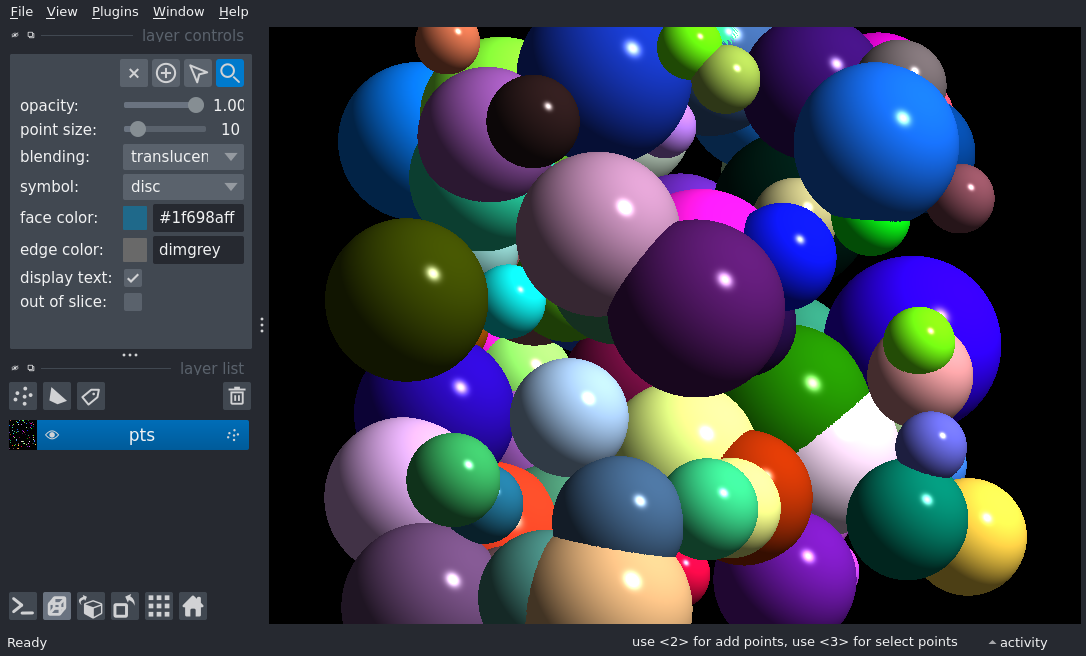 File View Plugins Window Help
layer controls
opacity: 1.00
point size: 10
blending: translucen
symbol: disc
face color: #1f698aff
edge color: dimgrey
display text:
out of slice:
layer list
pts
Ready
use <2> for add points, use <3> for select points
activity